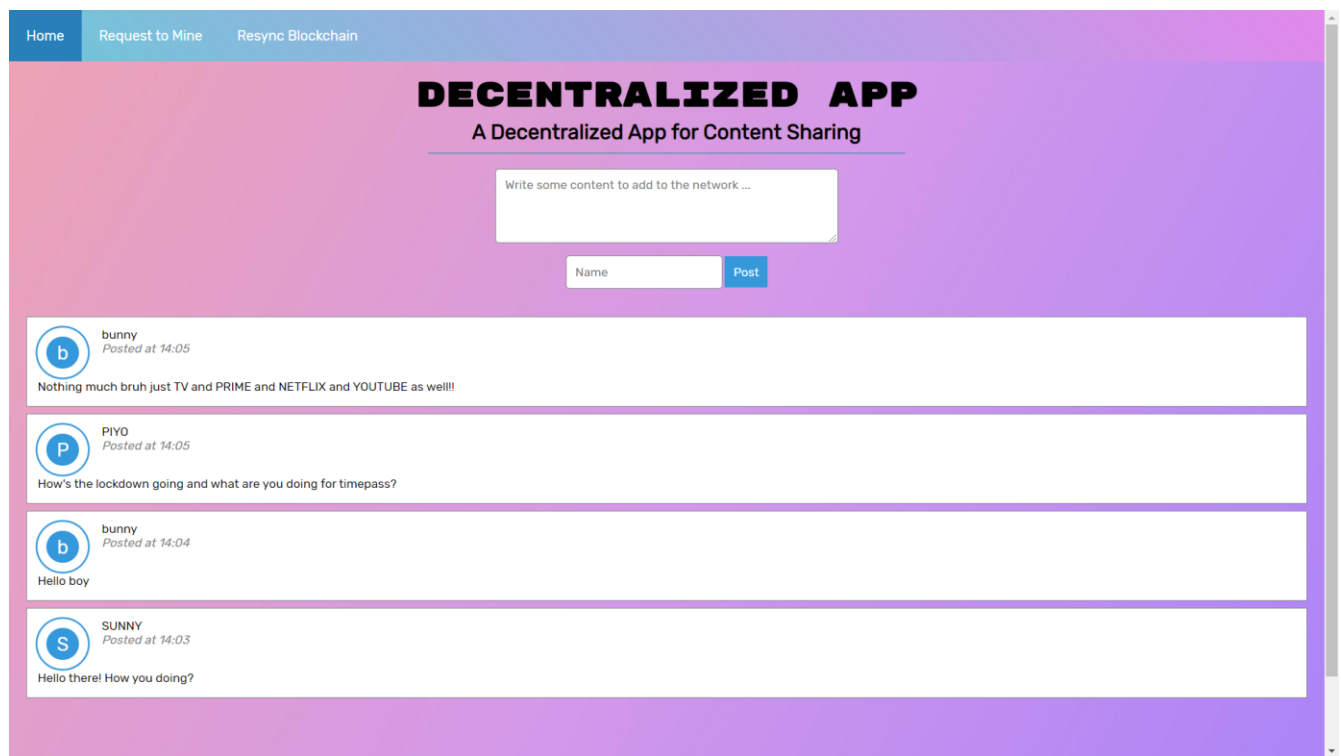 Home Request to Mine Resync Blockchain
DECENTRALIZED APP
A Decentralized App for Content Sharing
Write some content to add to the network ...
Name Post
b bunny
Posted at 14:05
Nothing much bruh just TV and PRIME and NETFLIX and YOUTUBE as well!!
P PIYO
Posted at 14:05
How's the lockdown going and what are you doing for timepass?
b bunny
Posted at 14:04
Hello boy
S SUNNY
Posted at 14:03
Hello there! How you doing?